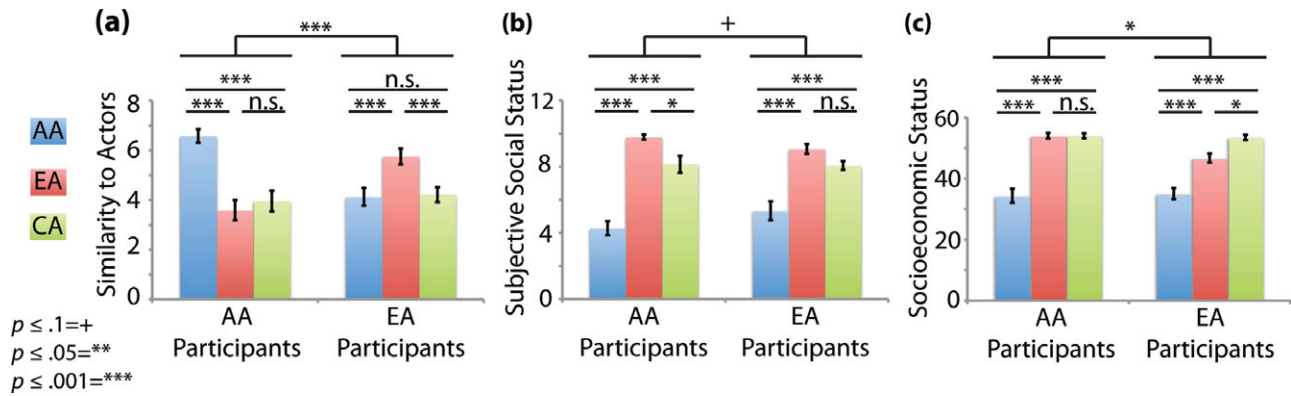 (a)
***
***
n.s.
***
n.s.
***
***
Similarity to Actors
8
6
4
2
0
AA
Participants
EA
Participants
AA
EA
CA
p ≤ .1=+
p ≤ .05=**
p ≤ .001=***
(b)
+
***
***
*
***
***
n.s.
Subjective Social Status
12
8
4
0
AA
Participants
EA
Participants
(c)
*
***
***
n.s.
***
***
*
Socioeconomic Status
60
40
20
0
AA
Participants
EA
Participants